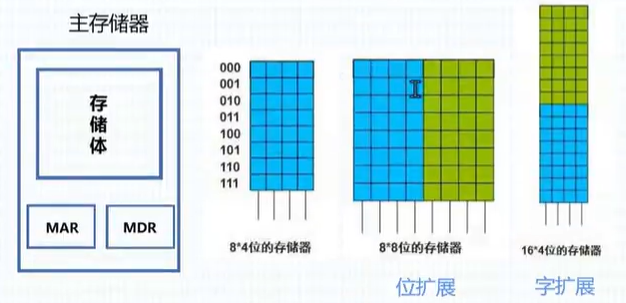 主存储器
存
储
体
MAR
MDR
000
001
010
011
100
101
110
111
8*4位的存储器
8*8位的存储器
位扩展
16*4位的存储器
字扩展